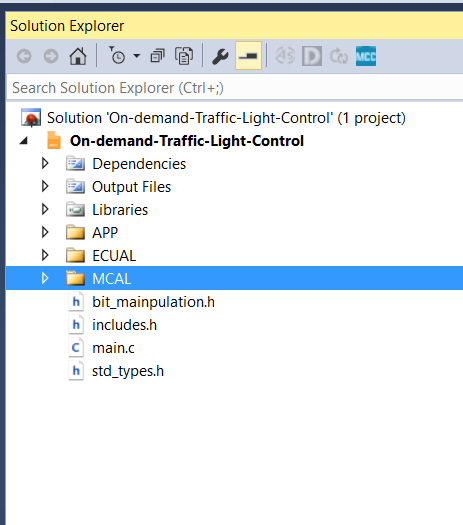 Solution Explorer
MCC
Search Solution Explorer (Ctrl+;)
Solution 'On-demand-Traffic-Light-Control' (1 project)
On-demand-Traffic-Light-Control
Dependencies
Output Files
Libraries
APP
ECUAL
MCAL
h bit_mainpulation.h
h includes.h
C main.c
h std_types.h